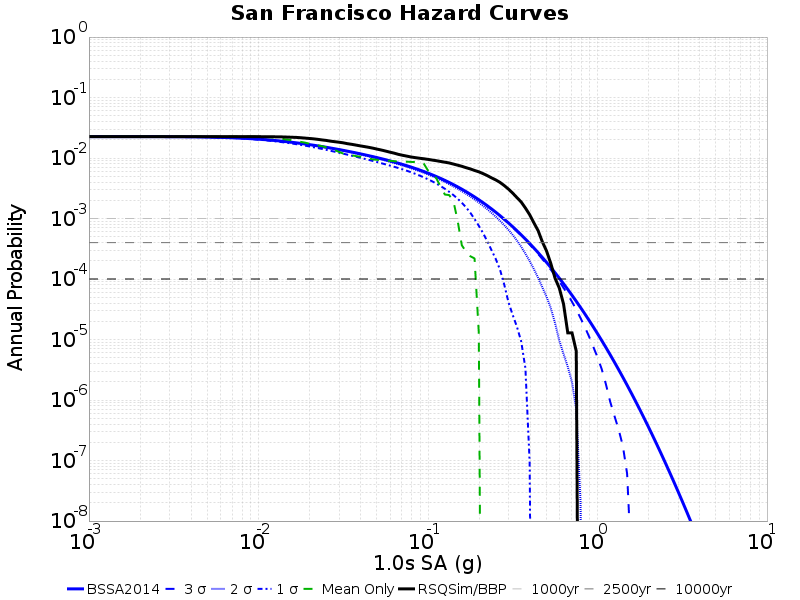 San Francisco Hazard Curves
10^0
10^-1
10^-2
10^-3
10^-4
10^-5
10^-6
10^-7
10^-8
Annual Probability
10^-3 10^-2 10^-1 10^0 10^1
1.0s SA (g)
BSSA2014 3 σ 2 σ 1 σ Mean Only RSQSim/BBP 1000yr 2500yr 10000yr